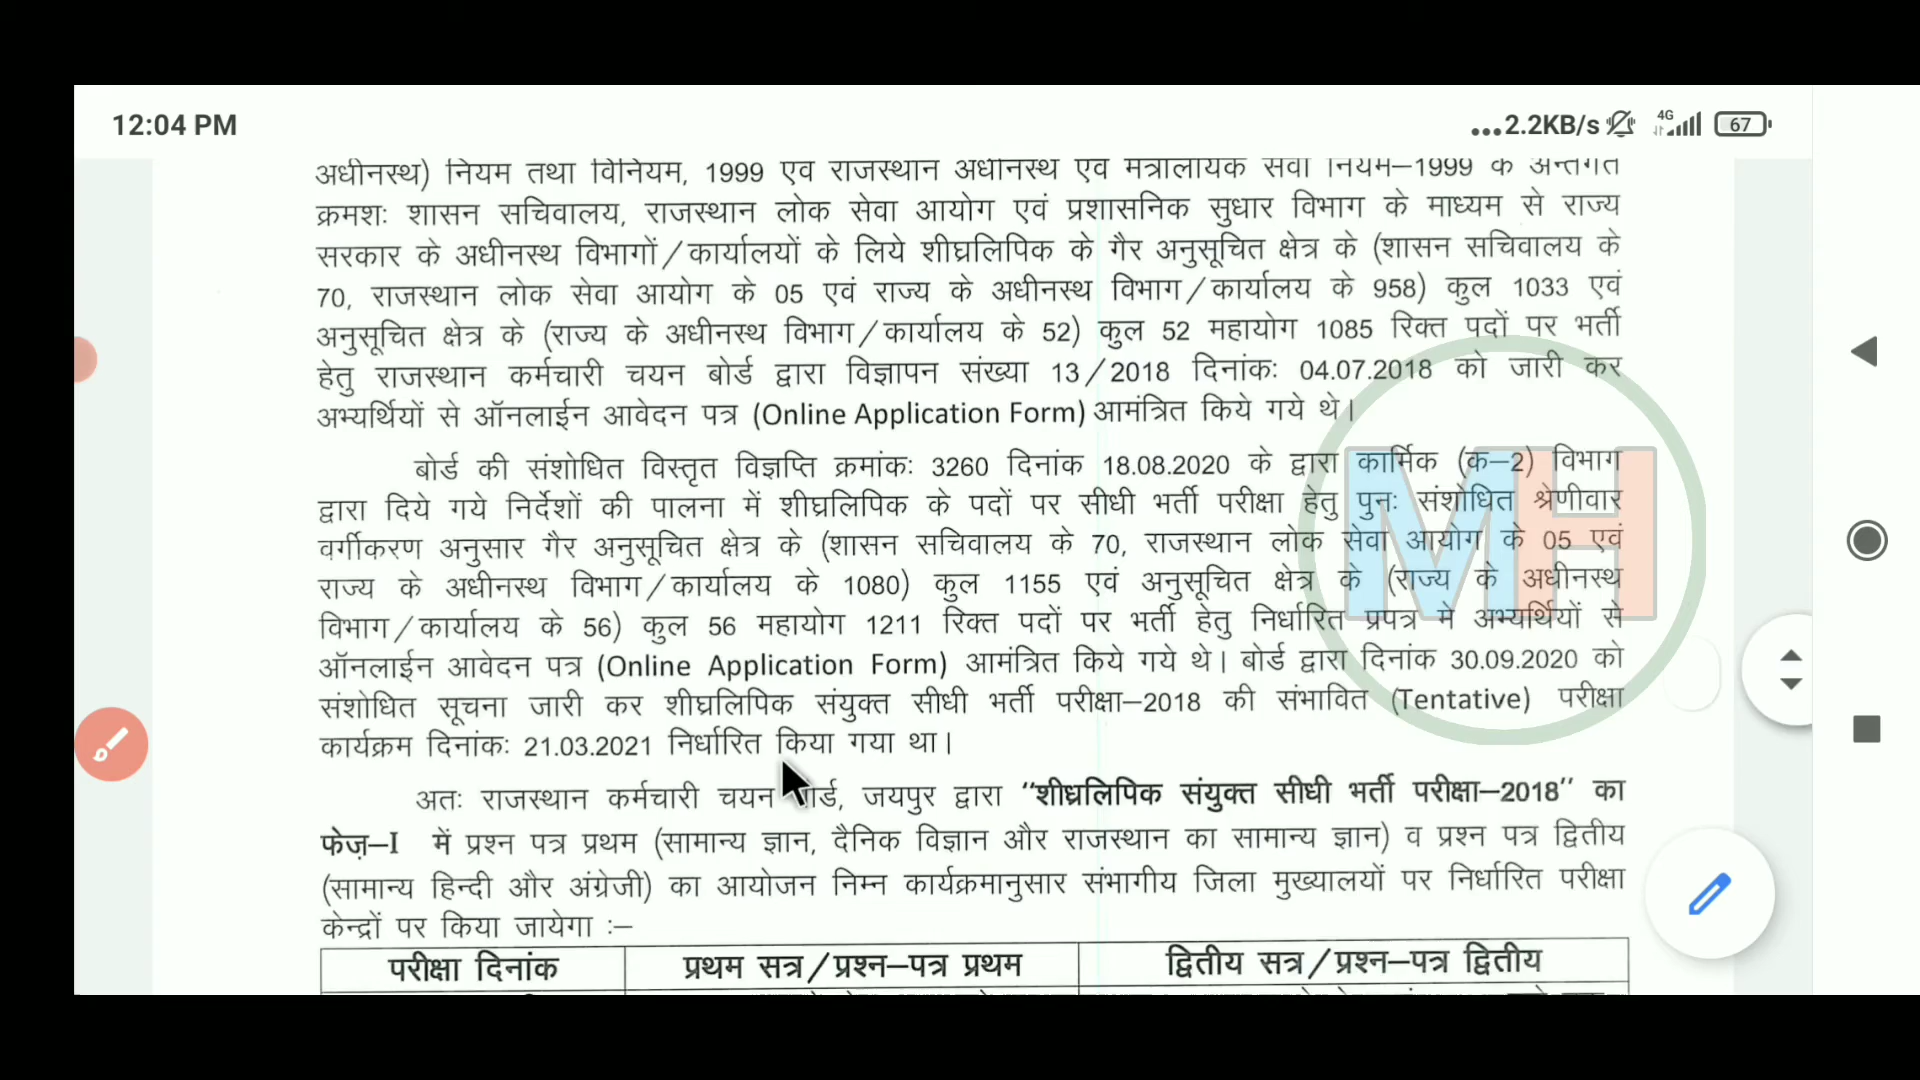 12:04 PM
...2.2KB/s 4G 67
अधीनस्थ) नियम तथा विनियम, 1999 एवं राजस्थान अधीनस्थ एवं मंत्रालयिक सेवा नियम–1999 के अन्तर्गत
क्रमशः शासन सचिवालय, राजस्थान लोक सेवा आयोग एवं प्रशासनिक सुधार विभाग के माध्यम से राज्य
सरकार के अधीनस्थ विभागों/कार्यालयों के लिये शीघ्रलिपिक के गैर अनुसूचित क्षेत्र के (शासन सचिवालय के
70, राजस्थान लोक सेवा आयोग के 05 एवं राज्य के अधीनस्थ विभाग/कार्यालय के 958) कुल 1033 एवं
अनुसूचित क्षेत्र के (राज्य के अधीनस्थ विभाग/कार्यालय के 52) कुल 52 महायोग 1085 रिक्त पदों पर भर्ती
हेतु राजस्थान कर्मचारी चयन बोर्ड द्वारा विज्ञापन संख्या 13/2018 दिनांकः 04.07.2018 को जारी कर
अभ्यर्थियों से ऑनलाईन आवेदन पत्र (Online Application Form) आमंत्रित किये गये थे।
बोर्ड की संशोधित विस्तृत विज्ञप्ति क्रमांकः 3260 दिनांक 18.08.2020 के द्वारा कार्मिक (क–2) विभाग
द्वारा दिये गये निर्देशों की पालना में शीघ्रलिपिक के पदों पर सीधी भर्ती परीक्षा हेतु पुनः संशोधित श्रेणीवार
वर्गीकरण अनुसार गैर अनुसूचित क्षेत्र के (शासन सचिवालय के 70, राजस्थान लोक सेवा आयोग के 05 एवं
राज्य के अधीनस्थ विभाग/कार्यालय के 1080) कुल 1155 एवं अनुसूचित क्षेत्र के (राज्य के अधीनस्थ
विभाग/कार्यालय के 56) कुल 56 महायोग 1211 रिक्त पदों पर भर्ती हेतु निर्धारित प्रपत्र में अभ्यर्थियों से
ऑनलाईन आवेदन पत्र (Online Application Form) आमंत्रित किये गये थे। बोर्ड द्वारा दिनांक 30.09.2020 को
संशोधित सूचना जारी कर शीघ्रलिपिक संयुक्त सीधी भर्ती परीक्षा–2018 की संभावित (Tentative) परीक्षा
कार्यक्रम दिनांकः 21.03.2021 निर्धारित किया गया था।
अतः राजस्थान कर्मचारी चयन बोर्ड, जयपुर द्वारा "शीघ्रलिपिक संयुक्त सीधी भर्ती परीक्षा–2018" का
फेज़–I में प्रश्न पत्र प्रथम (सामान्य ज्ञान, दैनिक विज्ञान और राजस्थान का सामान्य ज्ञान) व प्रश्न पत्र द्वितीय
(सामान्य हिन्दी और अंग्रेजी) का आयोजन निम्न कार्यक्रमानुसार संभागीय जिला मुख्यालयों पर निर्धारित परीक्षा
केन्द्रों पर किया जायेगा :–
परीक्षा दिनांक प्रथम सत्र/प्रश्न–पत्र प्रथम द्वितीय सत्र/प्रश्न–पत्र द्वितीय
MH